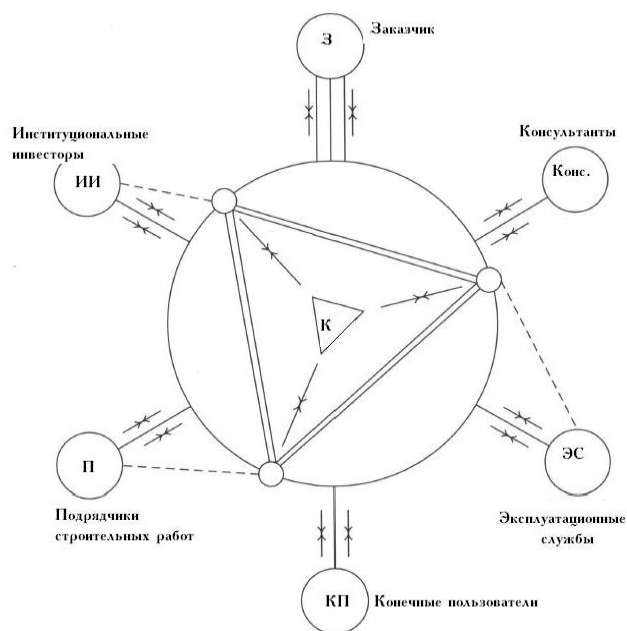 З
Заказчик
Институциональные
инвесторы
ИИ
Консультанты
Конс.
К
П
Подрядчики
строительных работ
ЭС
Эксплуатационные
службы
КП
Конечные пользователи